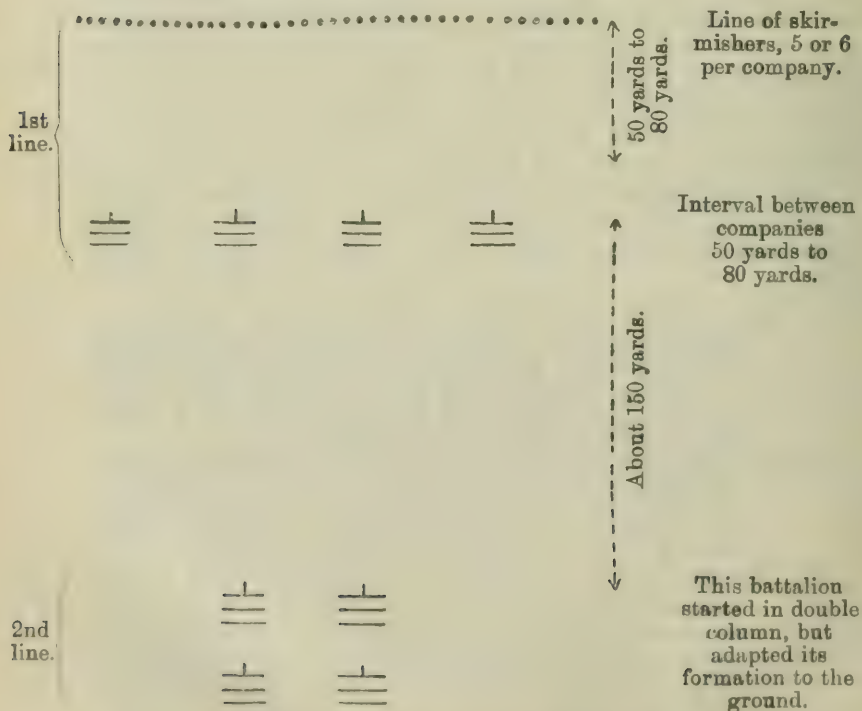 Line of skir-
mishers, 5 or 6
per company.
50 yards to
80 yards.
1st
line.
Interval between
companies
50 yards to
80 yards.
About 150 yards.
This battalion
started in double
column, but
adapted its
formation to the
ground.
2nd
line.